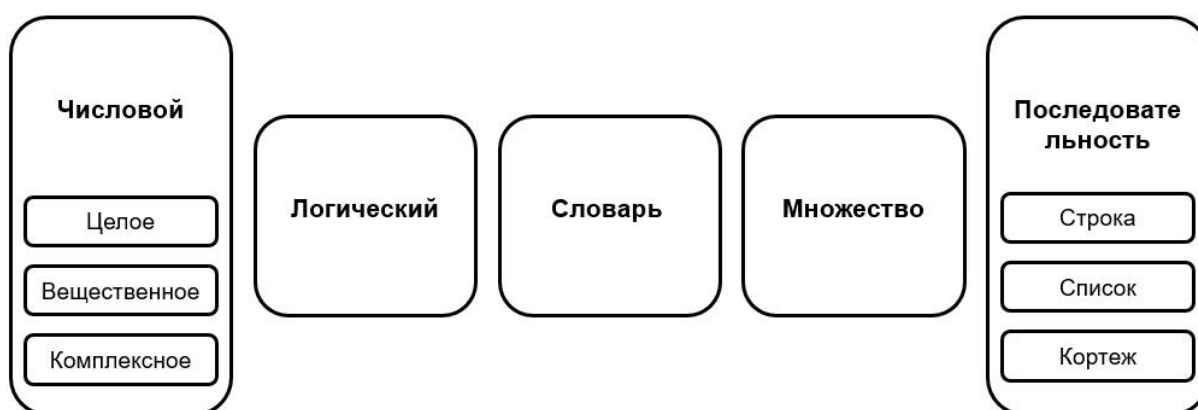 Числовой
Целое
Вещественное
Комплексное
Логический
Словарь
Множество
Последовате
льность
Строка
Список
Кортеж